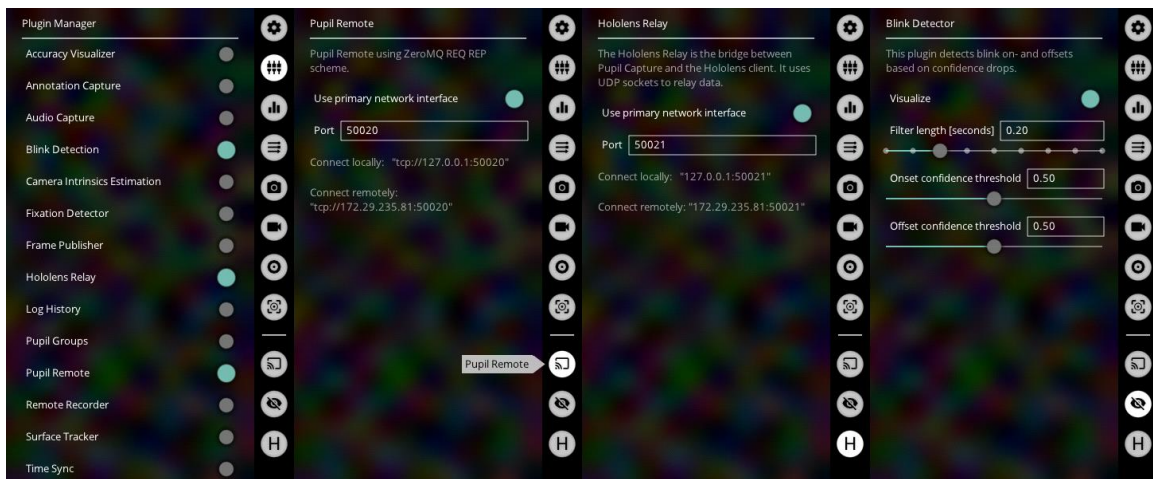 Plugin Manager
Accuracy Visualizer
Annotation Capture
Audio Capture
Blink Detection
Camera Intrinsics Estimation
Fixation Detector
Frame Publisher
Hololens Relay
Log History
Pupil Groups
Pupil Remote
Remote Recorder
Surface Tracker
Time Sync
Pupil Remote
Pupil Remote using ZeroMQ REQ REP
scheme.
Use primary network interface
Port 50020
Connect locally: "tcp://127.0.0.1:50020"
Connect remotely:
"tcp://172.29.235.81:50020"
Pupil Remote
Hololens Relay
The Hololens Relay is the bridge between
Pupil Capture and the Hololens client. It uses
UDP sockets to relay data.
Use primary network interface
Port 50021
Connect locally: "127.0.0.1:50021"
Connect remotely: "172.29.235.81:50021"
Blink Detector
This plugin detects blink on- and offsets
based on confidence drops.
Visualize
Filter length [seconds] 0.20
Onset confidence threshold 0.50
Offset confidence threshold 0.50
H
H
H
H